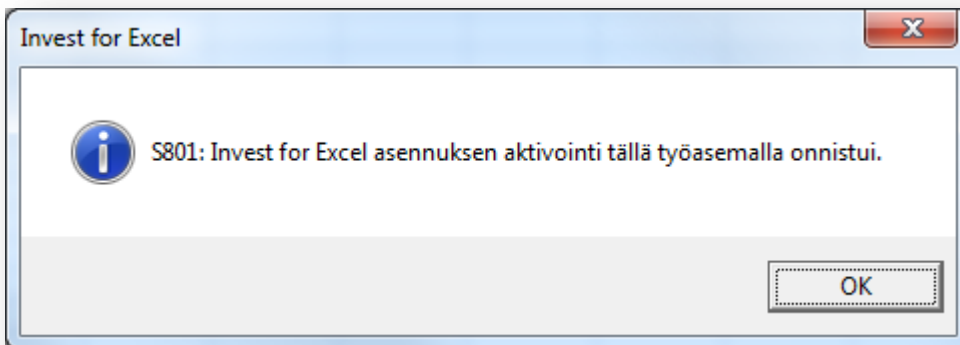 Invest for Excel
S801: Invest for Excel asennuksen aktivointi tällä työasemalla onnistui.
OK